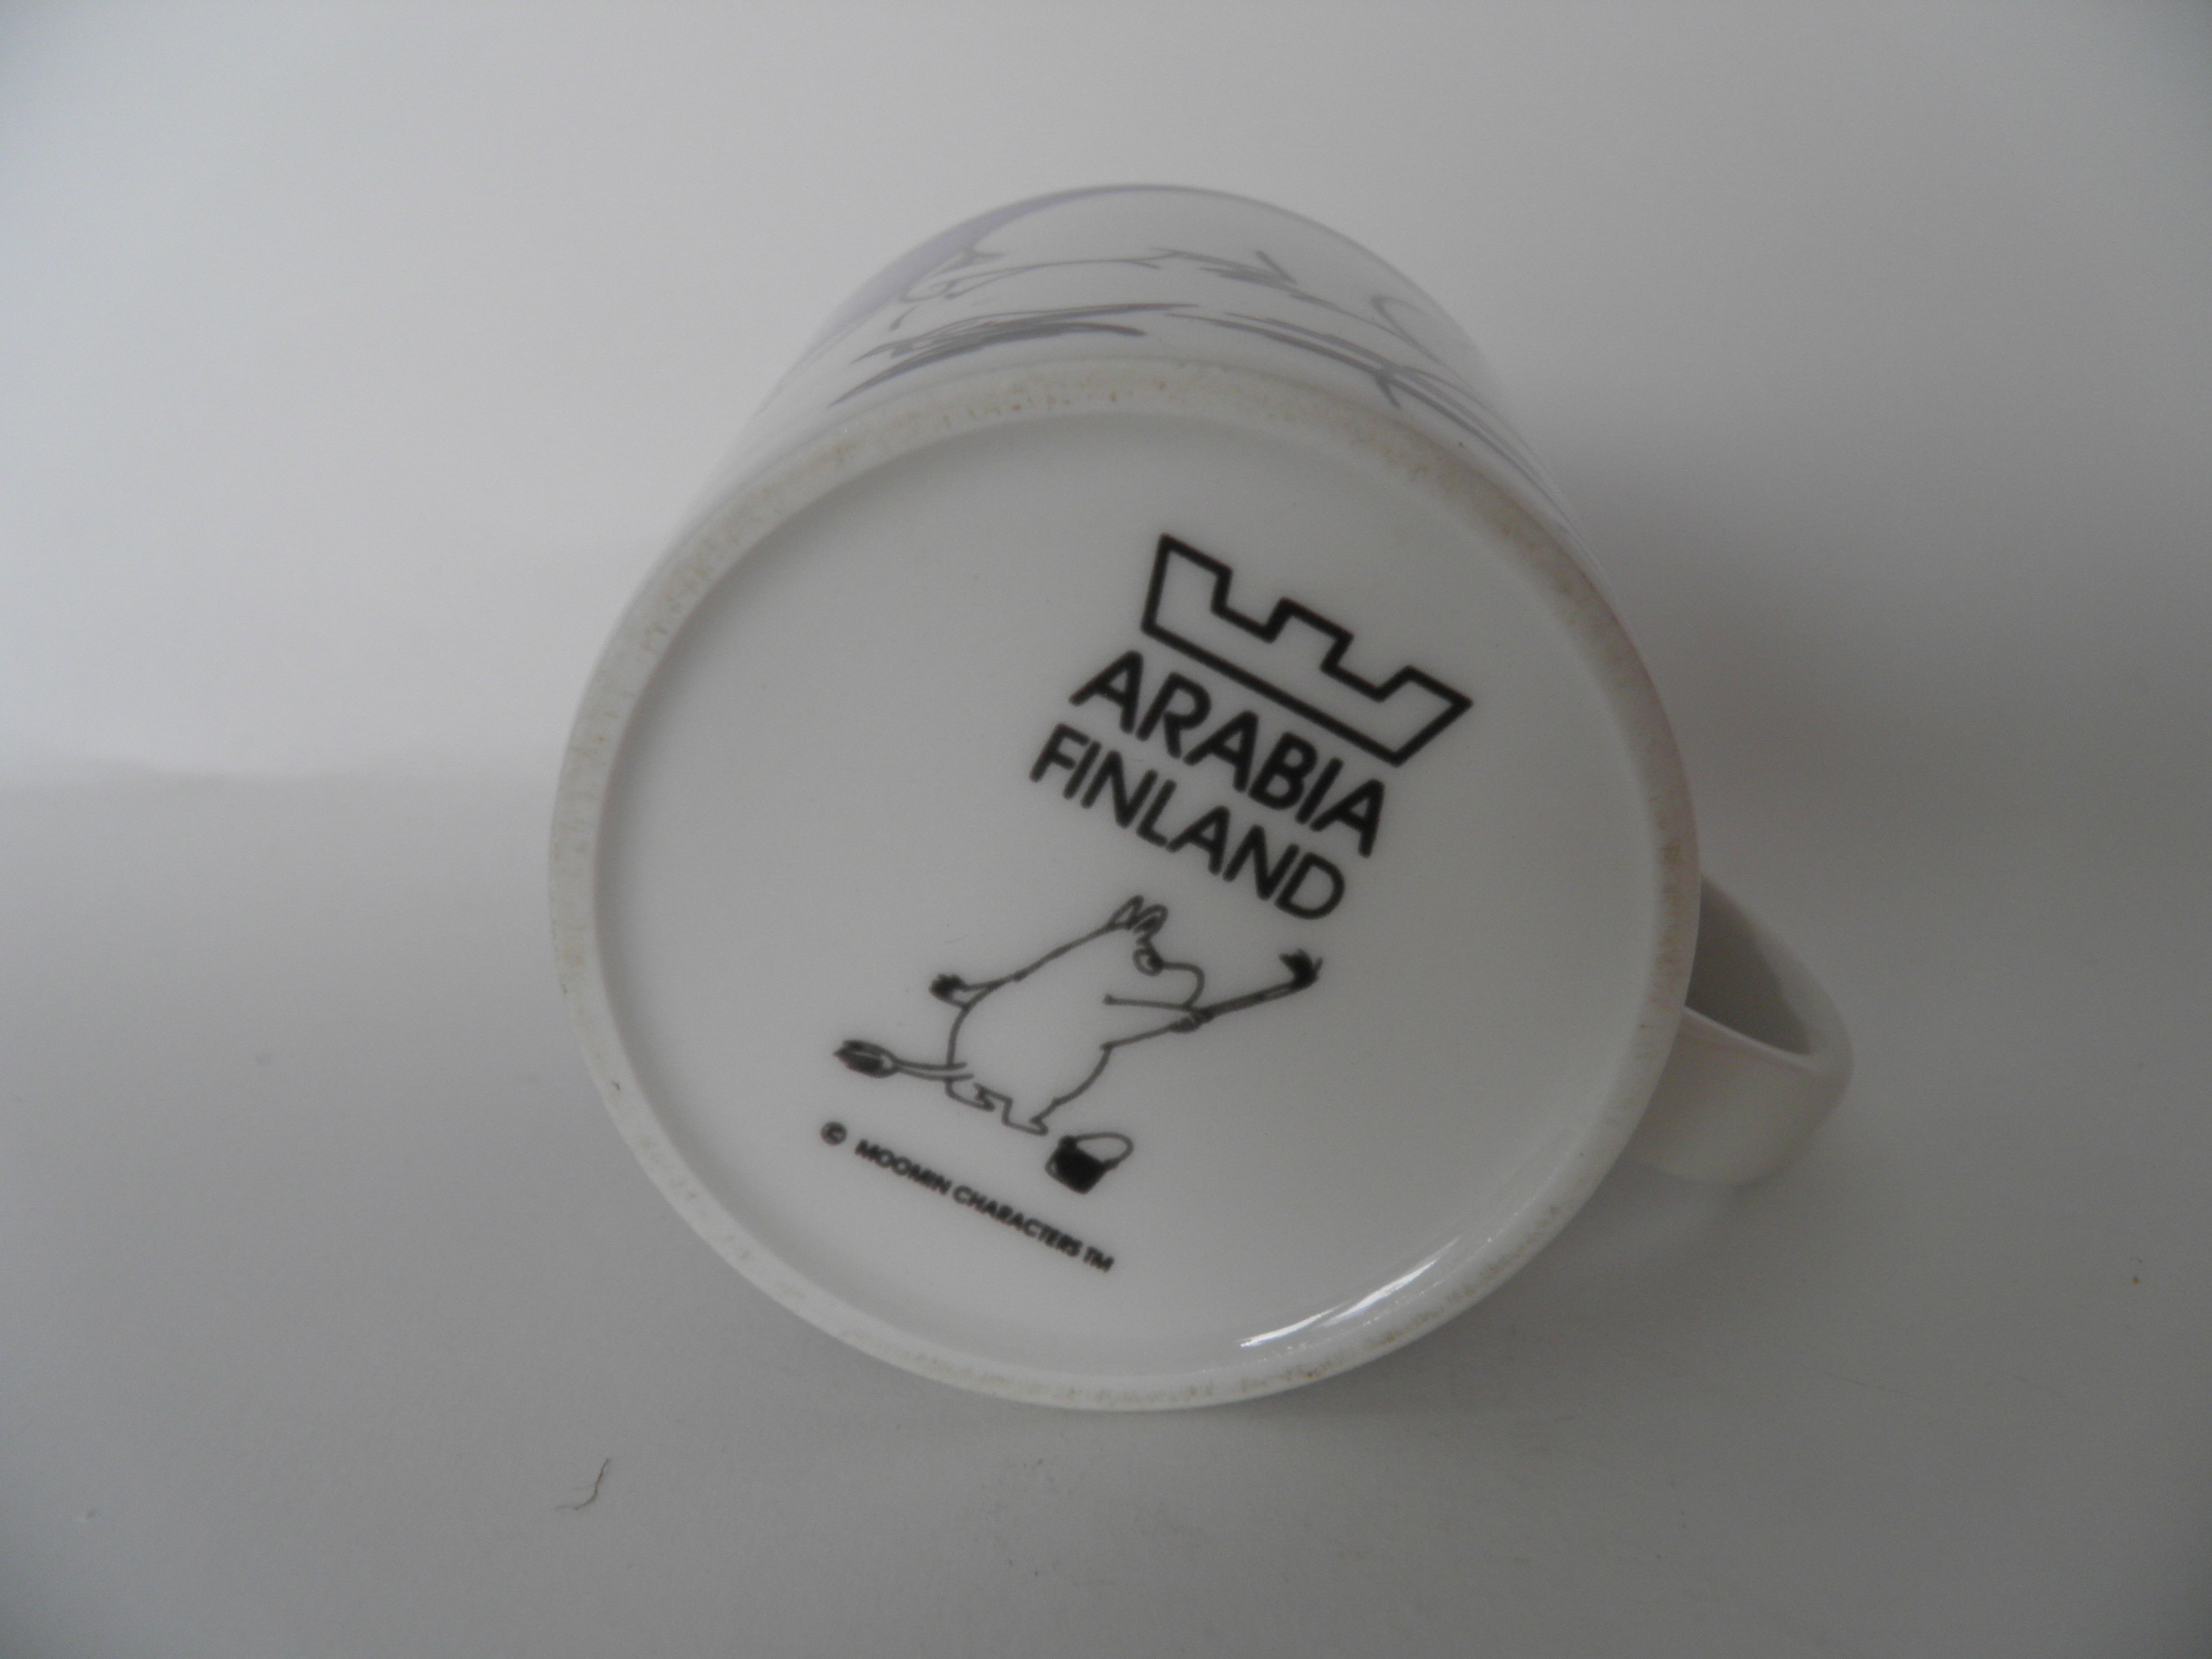 ARABIA
FINLAND
© MOOMIN CHARACTERS TM